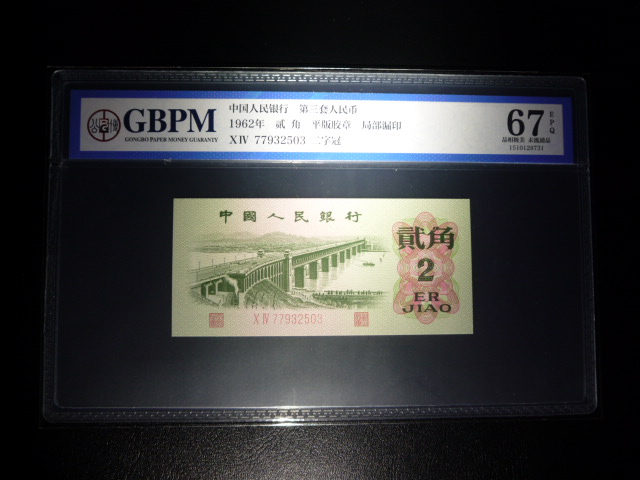 GBPM
GONGBO PAPER MONEY GUARANTY
中国人民银行 第三套人民币
1962年 贰 角 平版胶章 局部漏印
XIV 77932503 二字冠
67 EPQ
1510128731
中國人民銀行
貳角
2
ER
JIAO
XIV 77932503